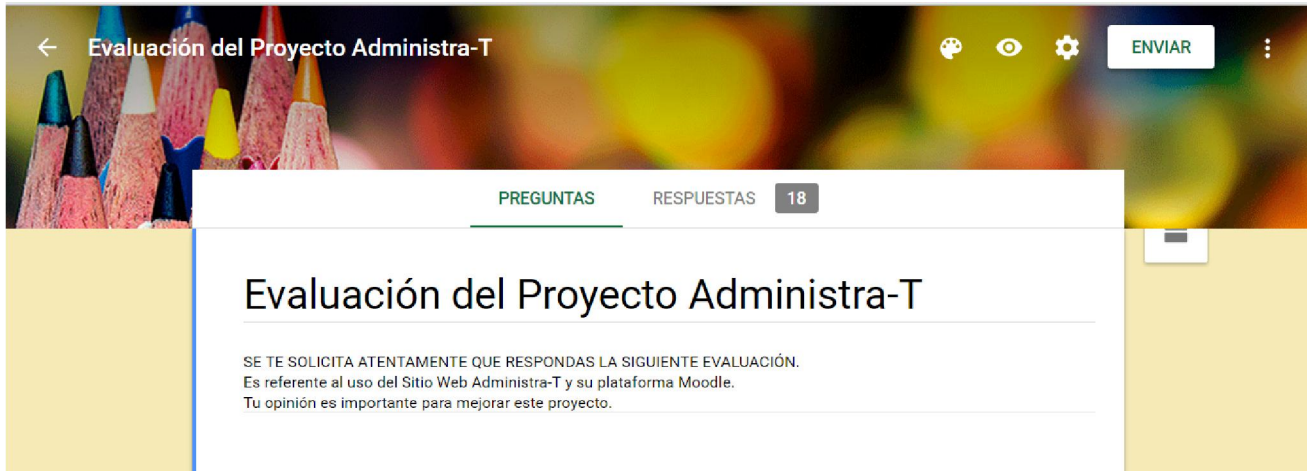 Evaluación del Proyecto Administra-T
ENVIAR
PREGUNTAS RESPUESTAS 18
Evaluación del Proyecto Administra-T
SE TE SOLICITA ATENTAMENTE QUE RESPONDAS LA SIGUIENTE EVALUACIÓN.
Es referente al uso del Sitio Web Administra-T y su plataforma Moodle.
Tu opinión es importante para mejorar este proyecto.